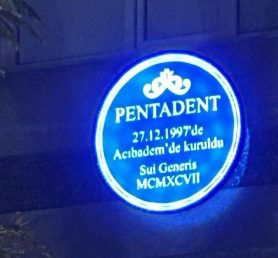 PENTADENT
27.12.1997'de
Acıbadem'de kuruldu
Sui Generis
MCMXCVII